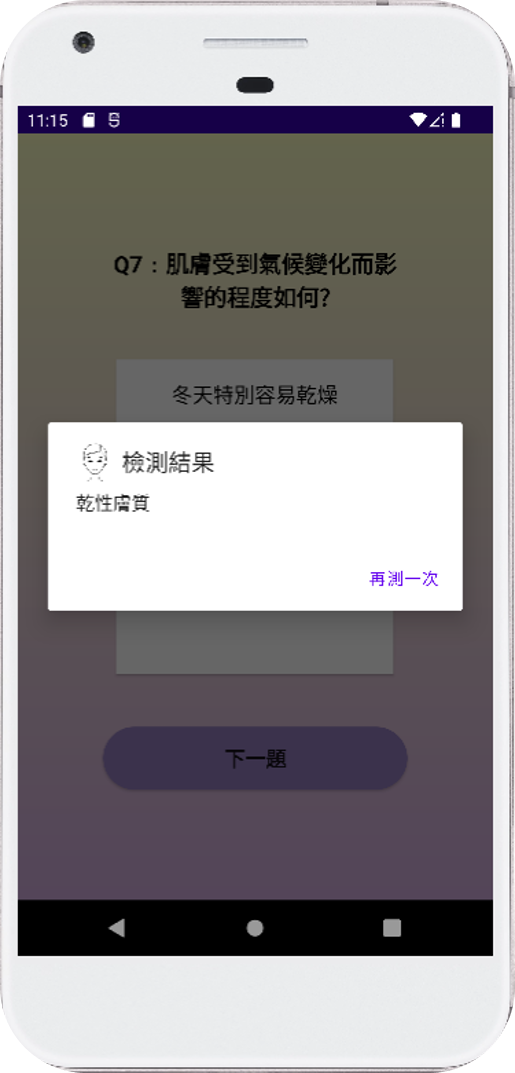 11:15
Q7：肌膚受到氣候變化而影
響的程度如何?
冬天特別容易乾燥
檢測結果
乾性膚質
再測一次
下一題